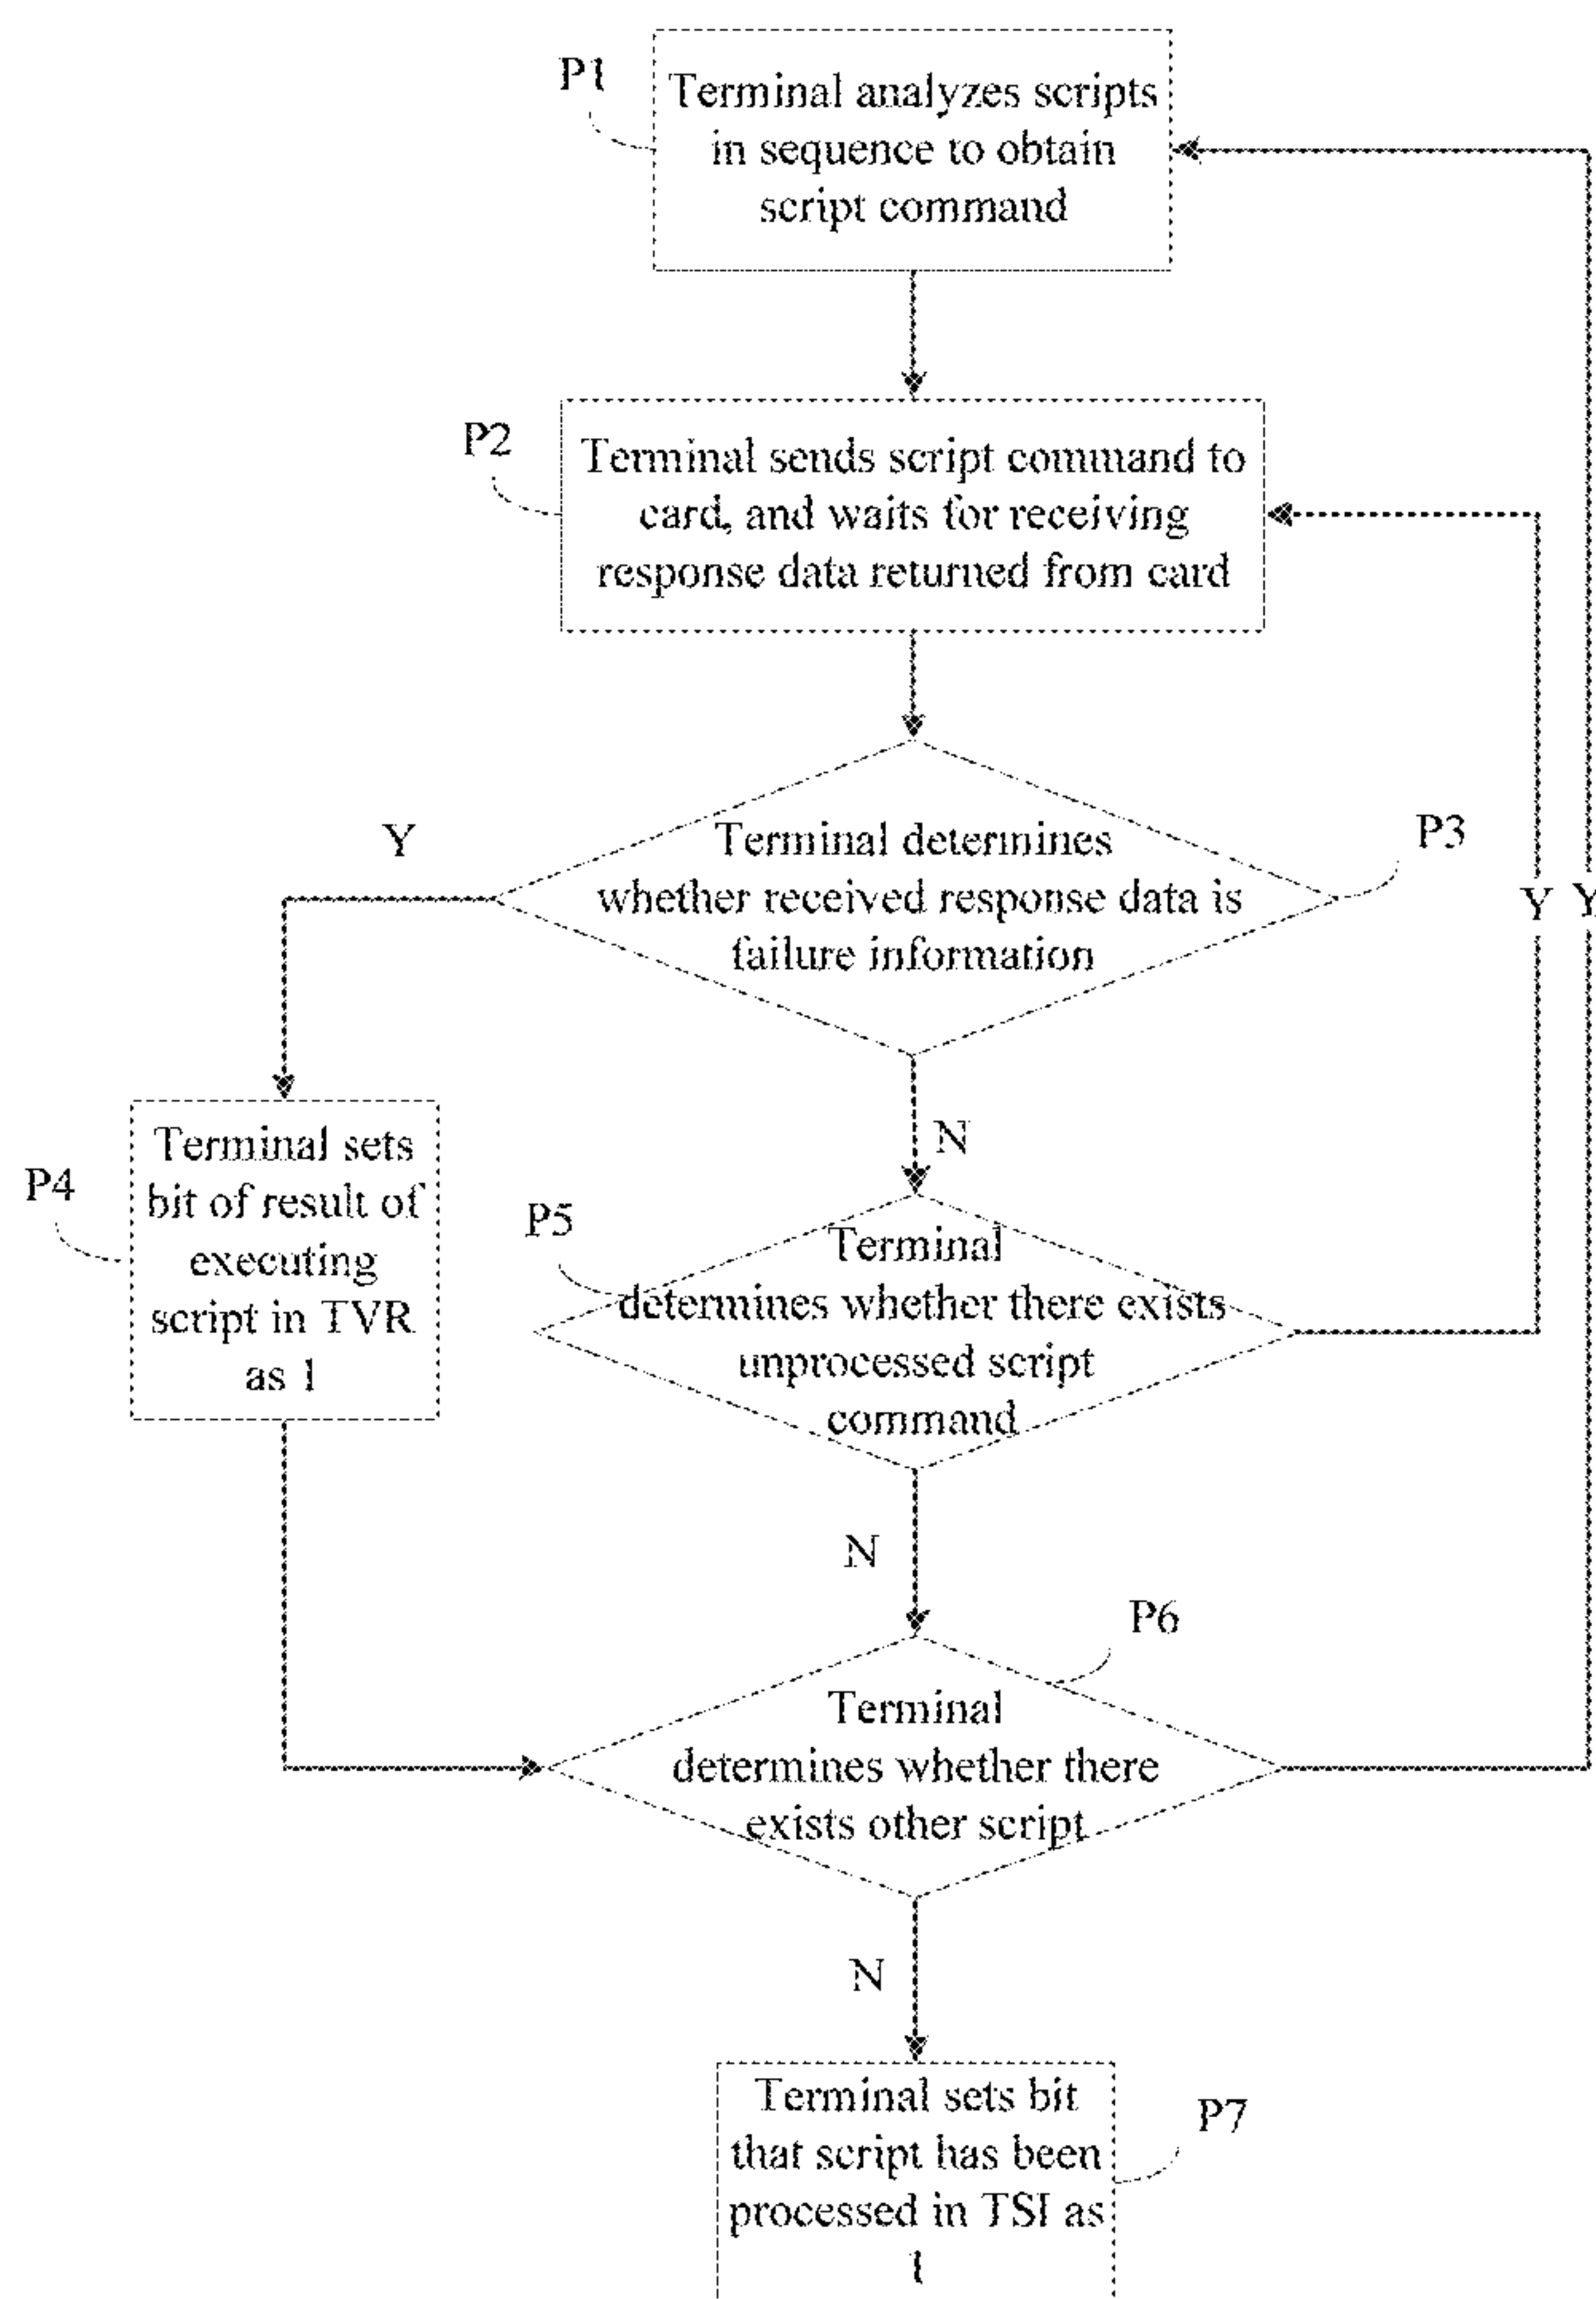 P1
Terminal analyzes scripts
in sequence to obtain
script command
P2
Terminal sends script command to
card, and waits for receiving
response data returned from card
Y
Terminal determines
whether received response data is
failure information
P3
Y
Y
N
P4
Terminal sets
bit of result of
executing
script in TVR
as 1
P5
Terminal
determines whether there exists
unprocessed script
command
N
P6
Terminal
determines whether there
exists other script
N
Terminal sets bit
that script has been
processed in TSI as
1
P7